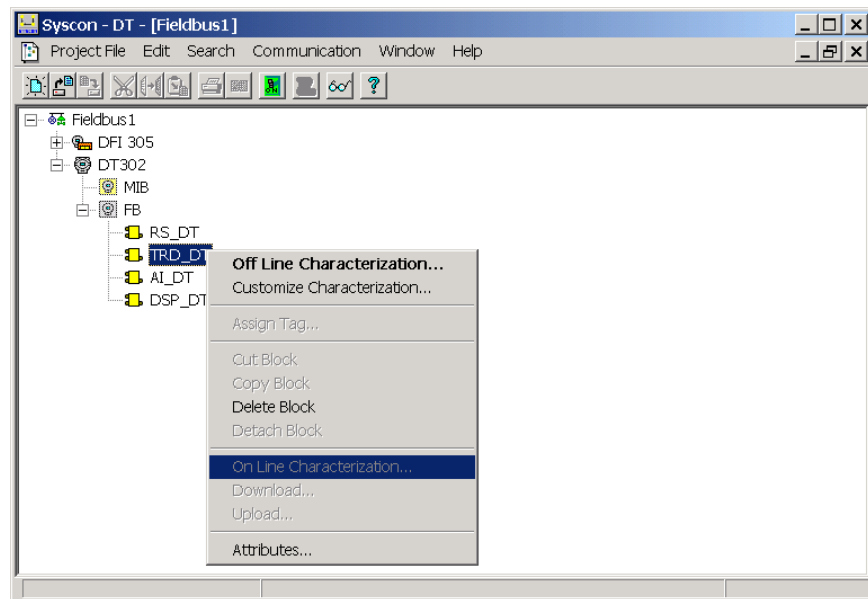 Syscon - DT - [Fieldbus1]
Project File Edit Search Communication Window Help
Fieldbus1
DFI 305
DT302
MIB
FB
RS_DT
TRD_DT
AI_DT
DSP_DT
Off Line Characterization...
Customize Characterization...
Assign Tag...
Cut Block
Copy Block
Delete Block
Detach Block
On Line Characterization...
Download...
Upload...
Attributes...